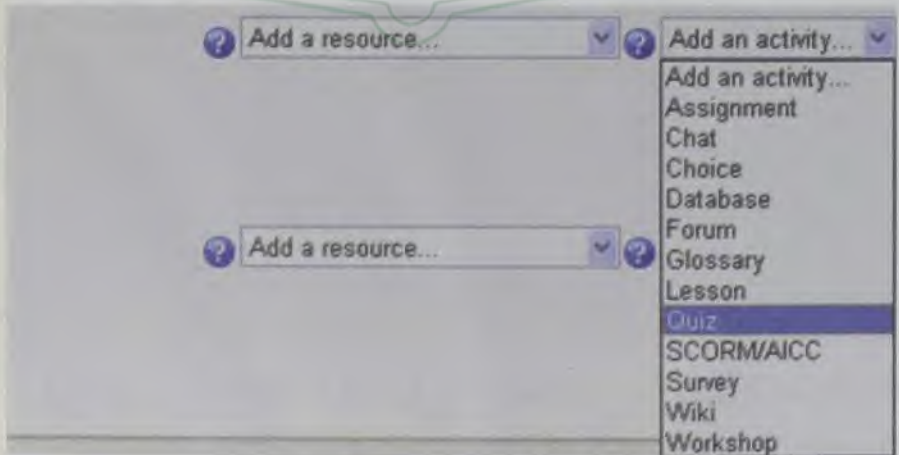 Add a resource... Add an activity...
Add an activity...
Assignment
Chat
Choice
Database
Forum
Add a resource...
Glossary
Lesson
Quiz
SCORM/AICC
Survey
Wiki
Workshop